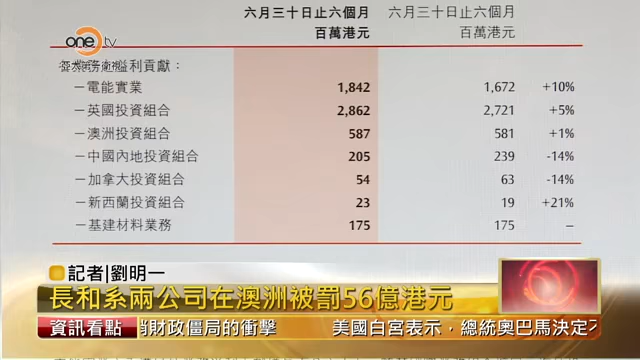 one tv
六月三十日止六個月 六月三十日止六個月
百萬港元 百萬港元
溢利貢獻：
－電能實業 1,842 1,672 +10%
－英國投資組合 2,862 2,721 +5%
－澳洲投資組合 587 581 +1%
－中國內地投資組合 205 239 -14%
－加拿大投資組合 54 63 -14%
－新西蘭投資組合 23 19 +21%
－基建材料業務 175 175 –
記者|劉明一
長和系兩公司在澳洲被罰56億港元
資訊看點 財政僵局的衝擊 美國白宮表示，總統奧巴馬決定